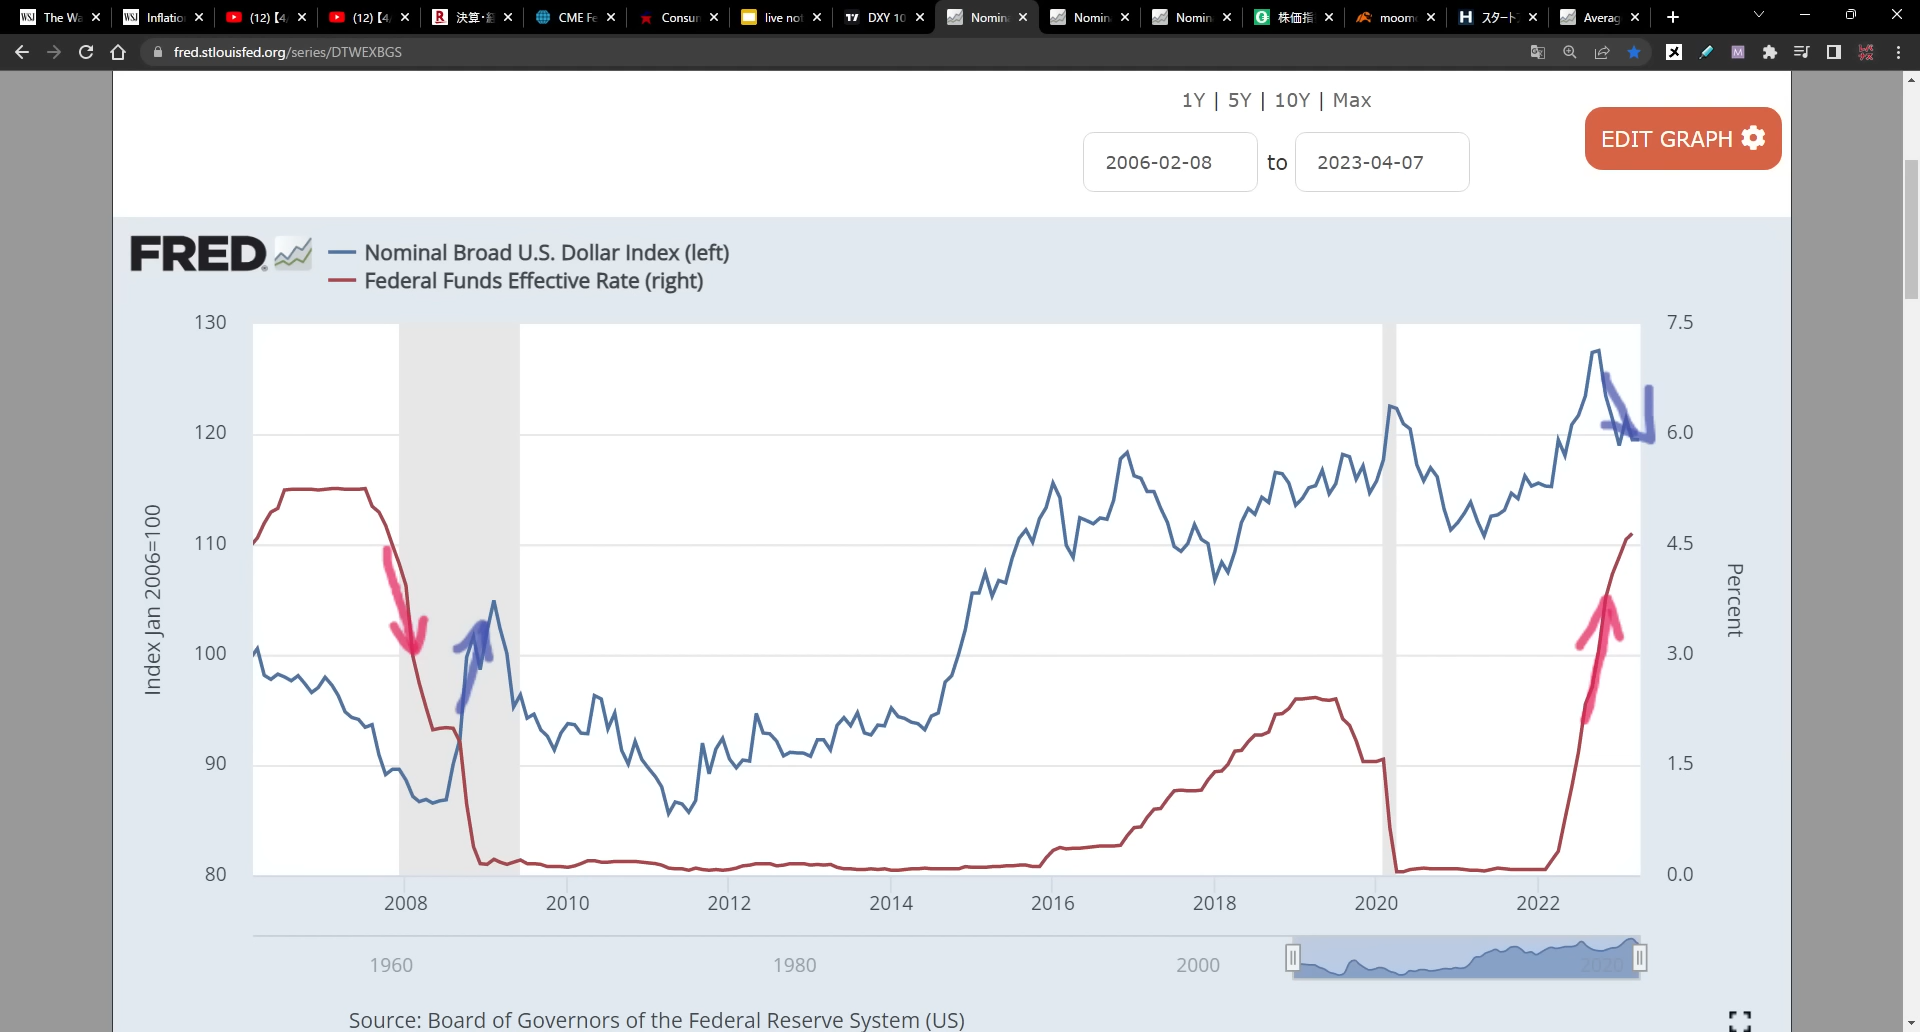 The Wa
Inflatio
(12)【4
(12)【4
決算・
CME Fe
Consun
live no
DXY 10
Nomin
Nomin
Nomin
株価指
moom
スタート
Averag
fred.stlouisfed.org/series/DTWEXBGS
1Y | 5Y | 10Y | Max
2006-02-08 to 2023-04-07
EDIT GRAPH
FRED
Nominal Broad U.S. Dollar Index (left)
Federal Funds Effective Rate (right)
130
120
110
100
90
80
Index Jan 2006=100
7.5
6.0
4.5
3.0
1.5
0.0
Percent
2008 2010 2012 2014 2016 2018 2020 2022
1960 1980 2000 2020
Source: Board of Governors of the Federal Reserve System (US)